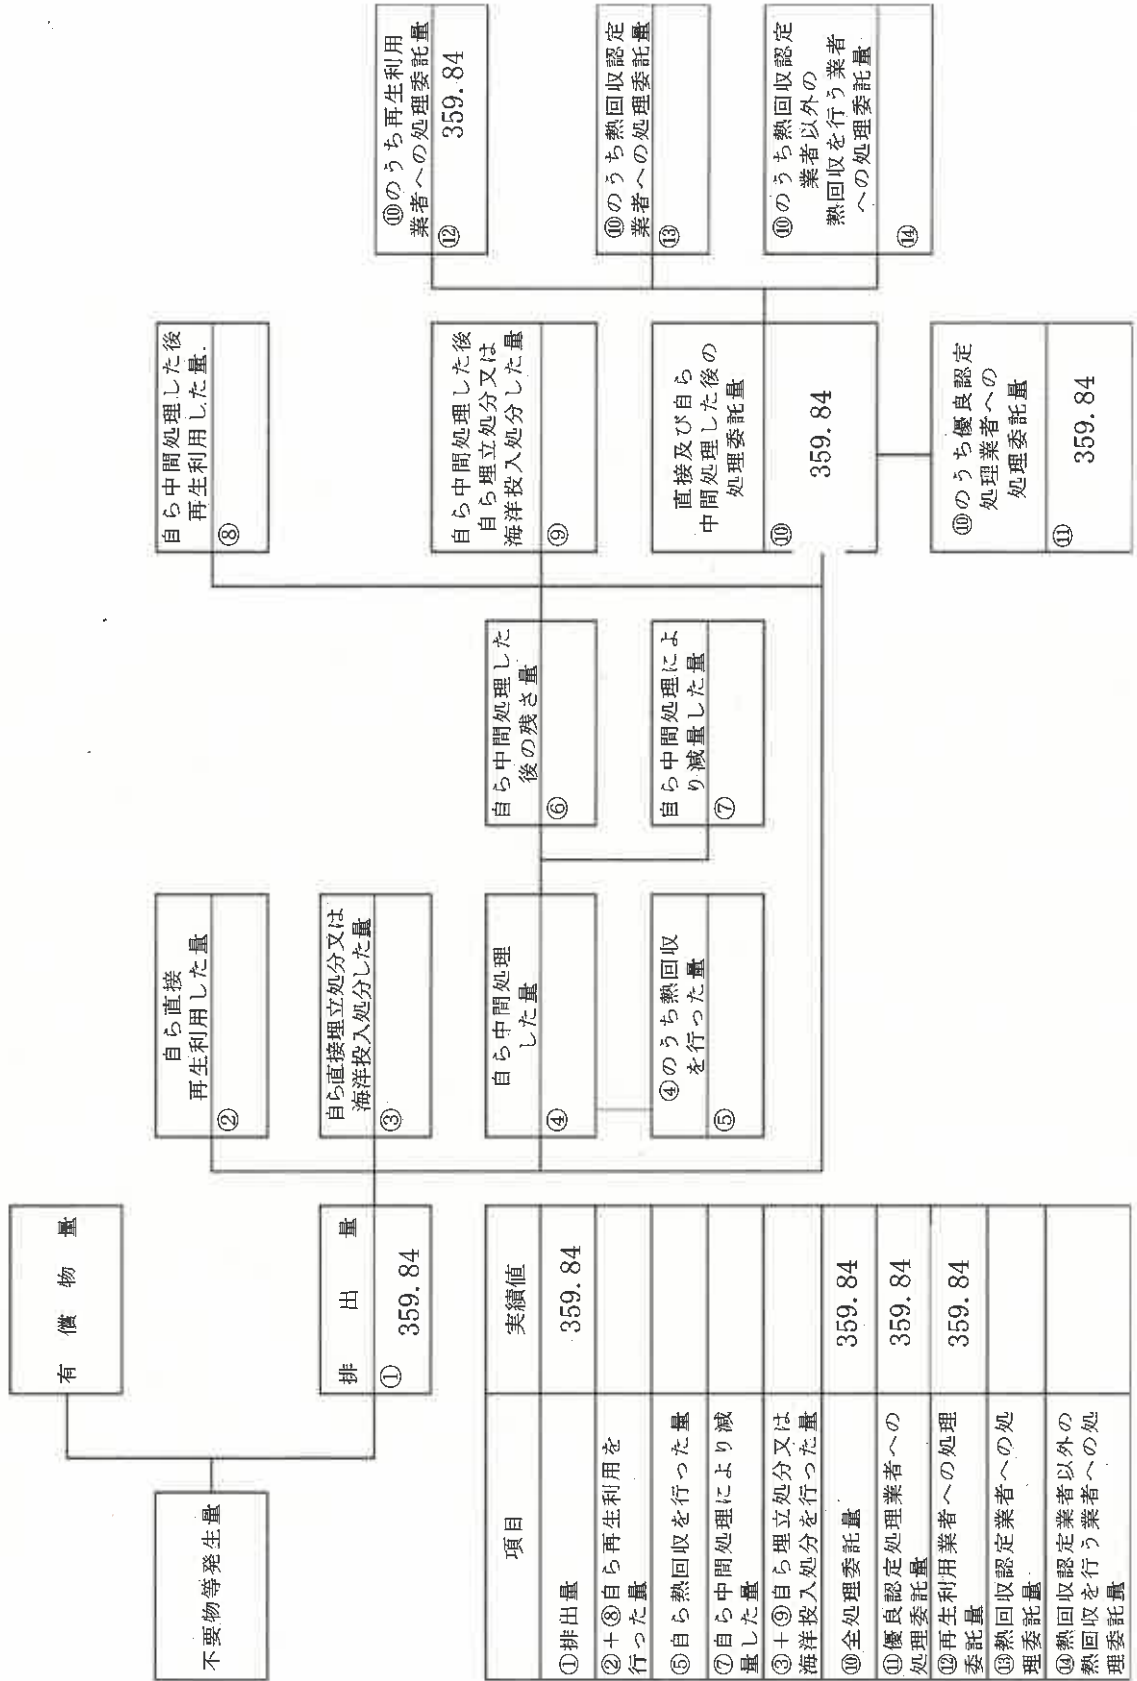 不要物等発生量
有償物量
排出量
①
359.84
自ら直接
再生利用した量
②
自ら直接埋立処分又は
海洋投入処分した量
③
自ら中間処理
した量
④
④のうち熱回収
を行った量
⑤
自ら中間処理した
後の残さ量
⑥
自ら中間処理によ
り減量した量
⑦
自ら中間処理した後
再生利用した量
⑧
自ら中間処理した後
自ら埋立処分又は
海洋投入処分した量
⑨
直接及び自ら
中間処理した後の
処理委託量
⑩
359.84
⑩のうち優良認定
処理業者への
処理委託量
⑪
359.84
⑩のうち再生利用
業者への処理委託量
⑫
359.84
⑩のうち熱回収認定
業者への処理委託量
⑬
⑩のうち熱回収認定
業者以外の
熱回収を行う業者
への処理委託量
⑭
項目 実績値
①排出量 359.84
②+⑧自ら再生利用を
行った量
⑤自ら熱回収を行った量
⑦自ら中間処理により減
量した量
③+⑨自ら埋立処分又は
海洋投入処分を行った量
⑩全処理委託量 359.84
⑪優良認定処理業者への
処理委託量 359.84
⑫再生利用業者への処理
委託量 359.84
⑬熱回収認定業者への処
理委託量
⑭熱回収認定業者以外の
熱回収を行う業者への処
理委託量